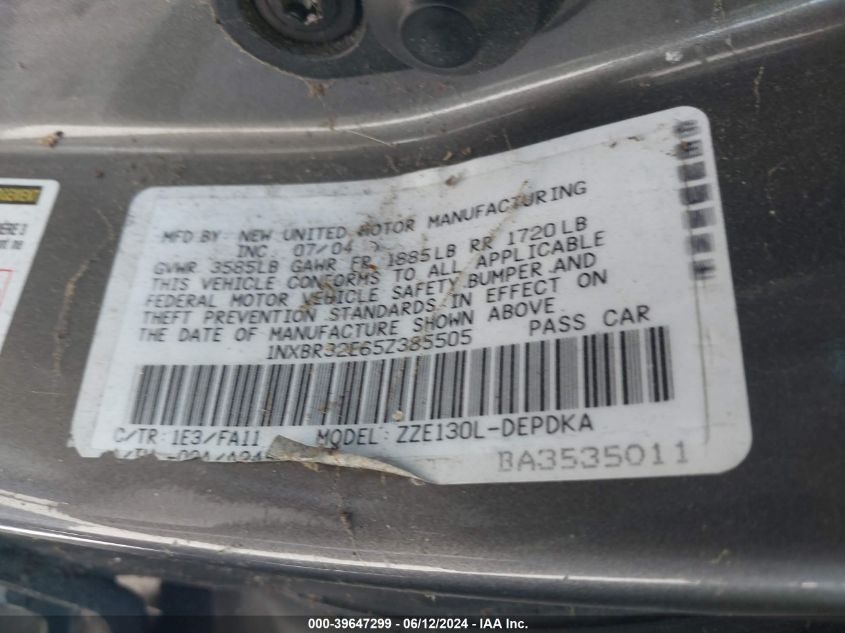 MFD BY: NEW UNITED MOTOR MANUFACTURING
INC 07/04
GVWR 3585LB GAWR FR 1885LB RR 1720LB
THIS VEHICLE CONFORMS TO ALL APPLICABLE
FEDERAL MOTOR VEHICLE SAFETY,BUMPER,AND
THEFT PREVENTION STANDARDS IN EFFECT ON
THE DATE OF MANUFACTURE SHOWN ABOVE.
1NXBR32E65Z385505 PASS CAR
C/TR: 1E3/FA11 MODEL: ZZE130L-DEPDKA
BA3535011
000-39647299 - 06/12/2024 - IAAI.com